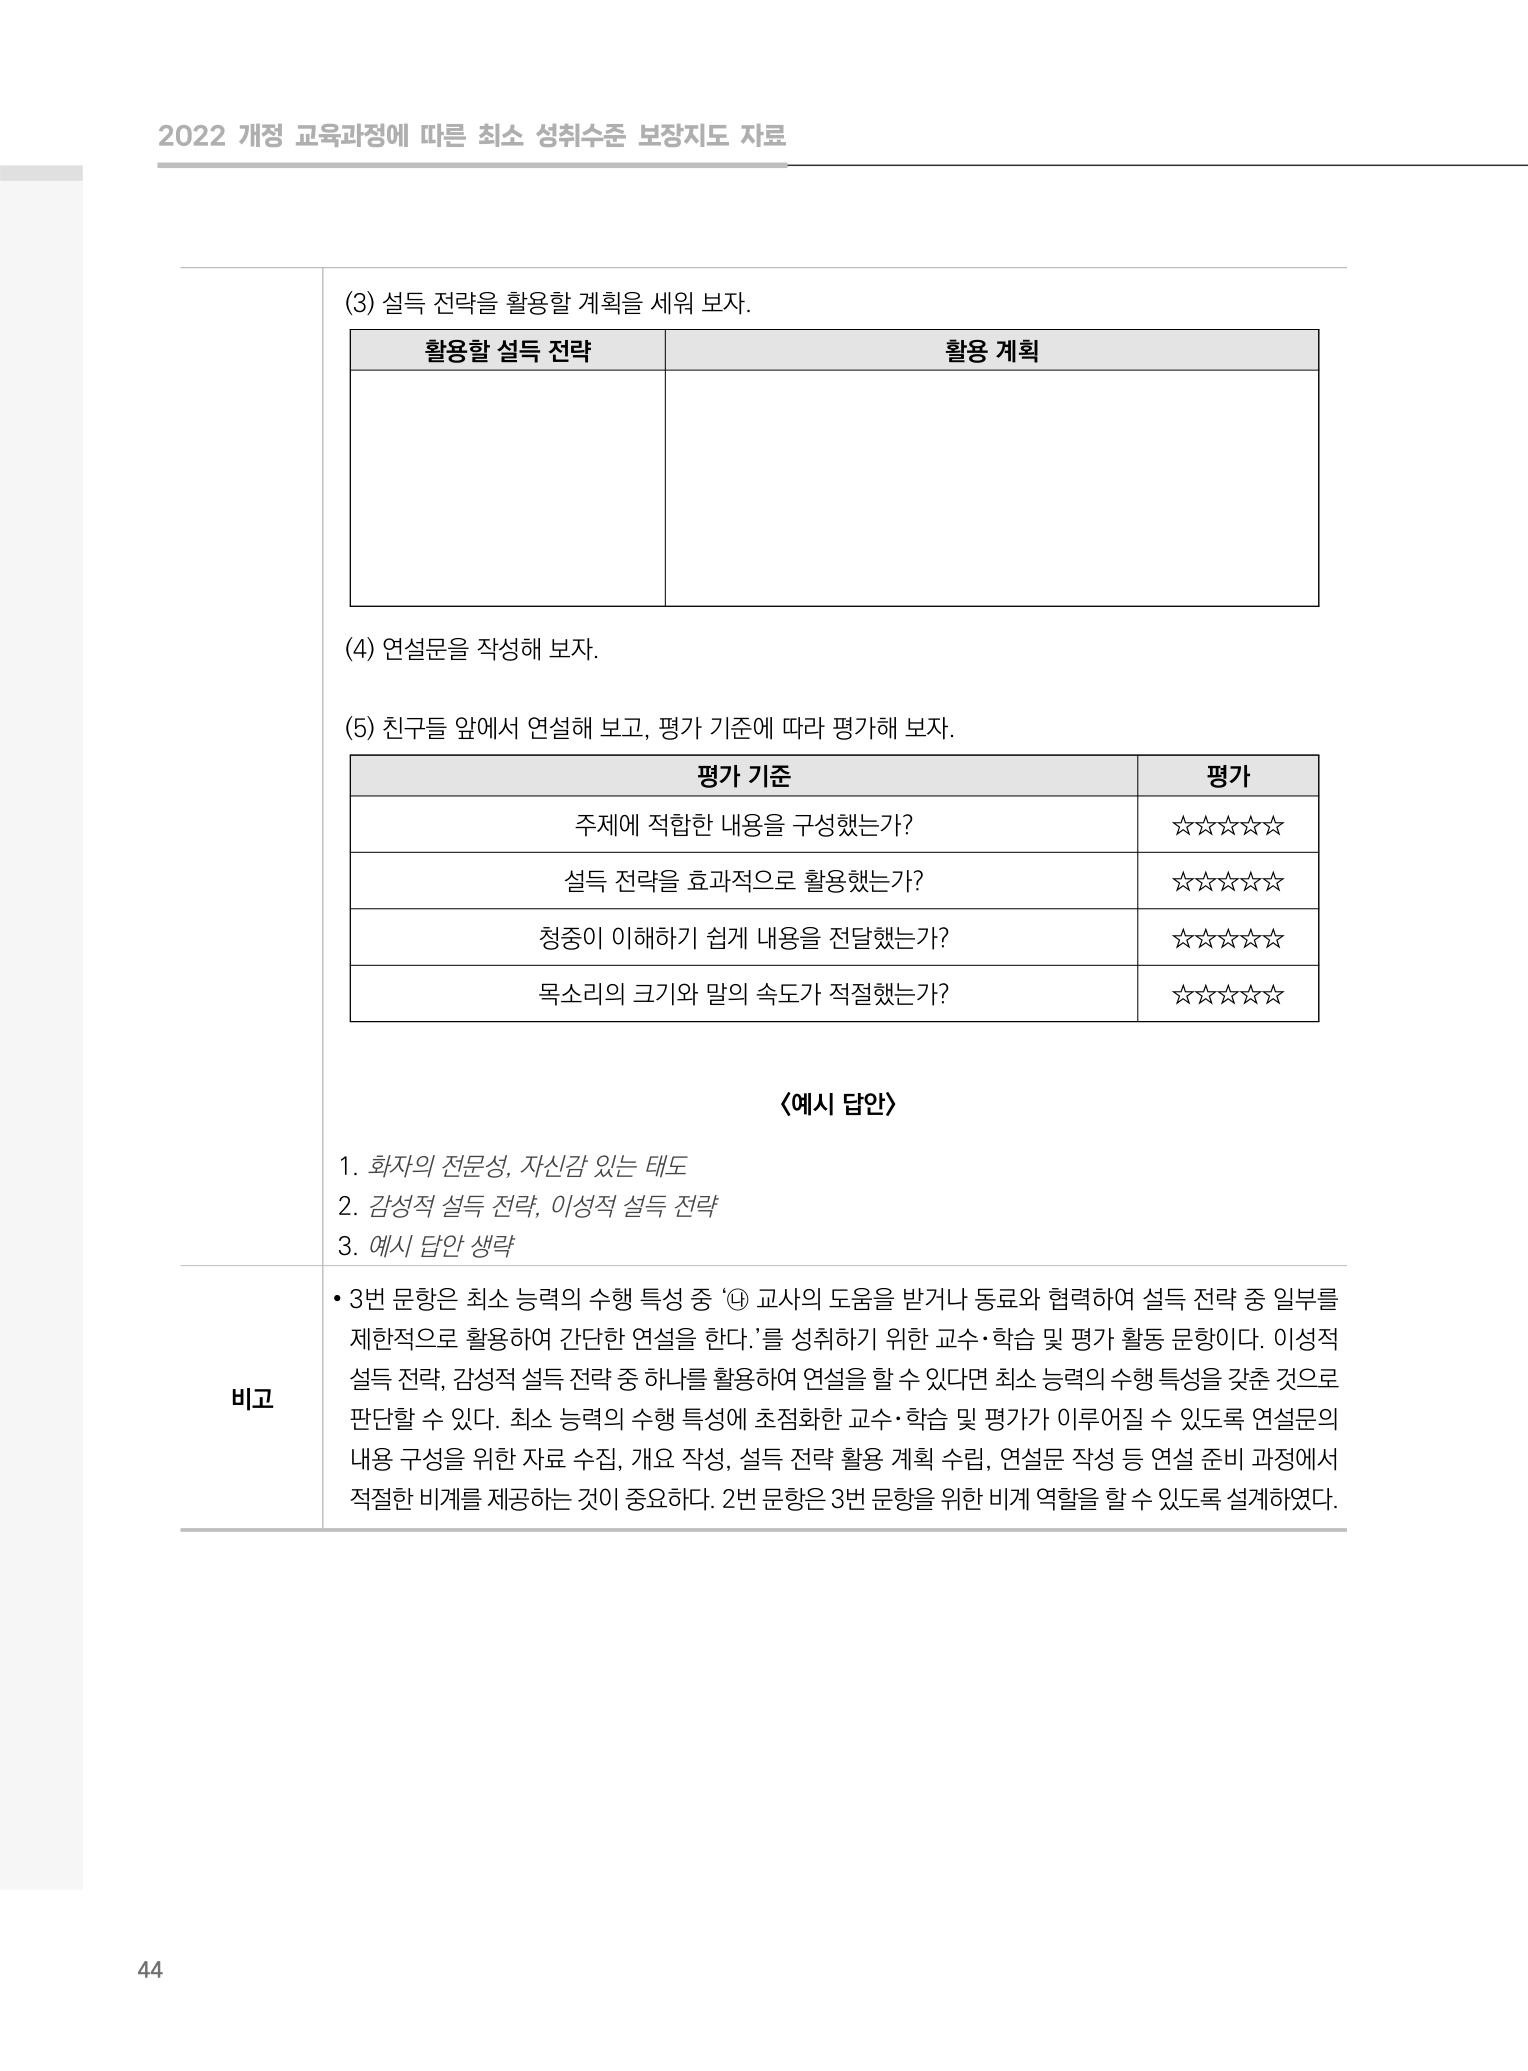 2022 개정 교육과정에 따른 최소 성취수준 보장지도 자료
(3) 설득 전략을 활용할 계획을 세워 보자.
활용할 설득 전략 활용 계획
(4) 연설문을 작성해 보자.
(5) 친구들 앞에서 연설해 보고, 평가 기준에 따라 평가해 보자.
평가 기준 평가
주제에 적합한 내용을 구성했는가? ☆☆☆☆☆
설득 전략을 효과적으로 활용했는가? ☆☆☆☆☆
청중이 이해하기 쉽게 내용을 전달했는가? ☆☆☆☆☆
목소리의 크기와 말의 속도가 적절했는가? ☆☆☆☆☆
〈예시 답안〉
1. 화자의 전문성, 자신감 있는 태도
2. 감성적 설득 전략, 이성적 설득 전략
3. 예시 답안 생략
비고
• 3번 문항은 최소 능력의 수행 특성 중 ‘㉯ 교사의 도움을 받거나 동료와 협력하여 설득 전략 중 일부를
제한적으로 활용하여 간단한 연설을 한다.’를 성취하기 위한 교수·학습 및 평가 활동 문항이다. 이성적
설득 전략, 감성적 설득 전략 중 하나를 활용하여 연설을 할 수 있다면 최소 능력의 수행 특성을 갖춘 것으로
판단할 수 있다. 최소 능력의 수행 특성에 초점화한 교수·학습 및 평가가 이루어질 수 있도록 연설문의
내용 구성을 위한 자료 수집, 개요 작성, 설득 전략 활용 계획 수립, 연설문 작성 등 연설 준비 과정에서
적절한 비계를 제공하는 것이 중요하다. 2번 문항은 3번 문항을 위한 비계 역할을 할 수 있도록 설계하였다.
44